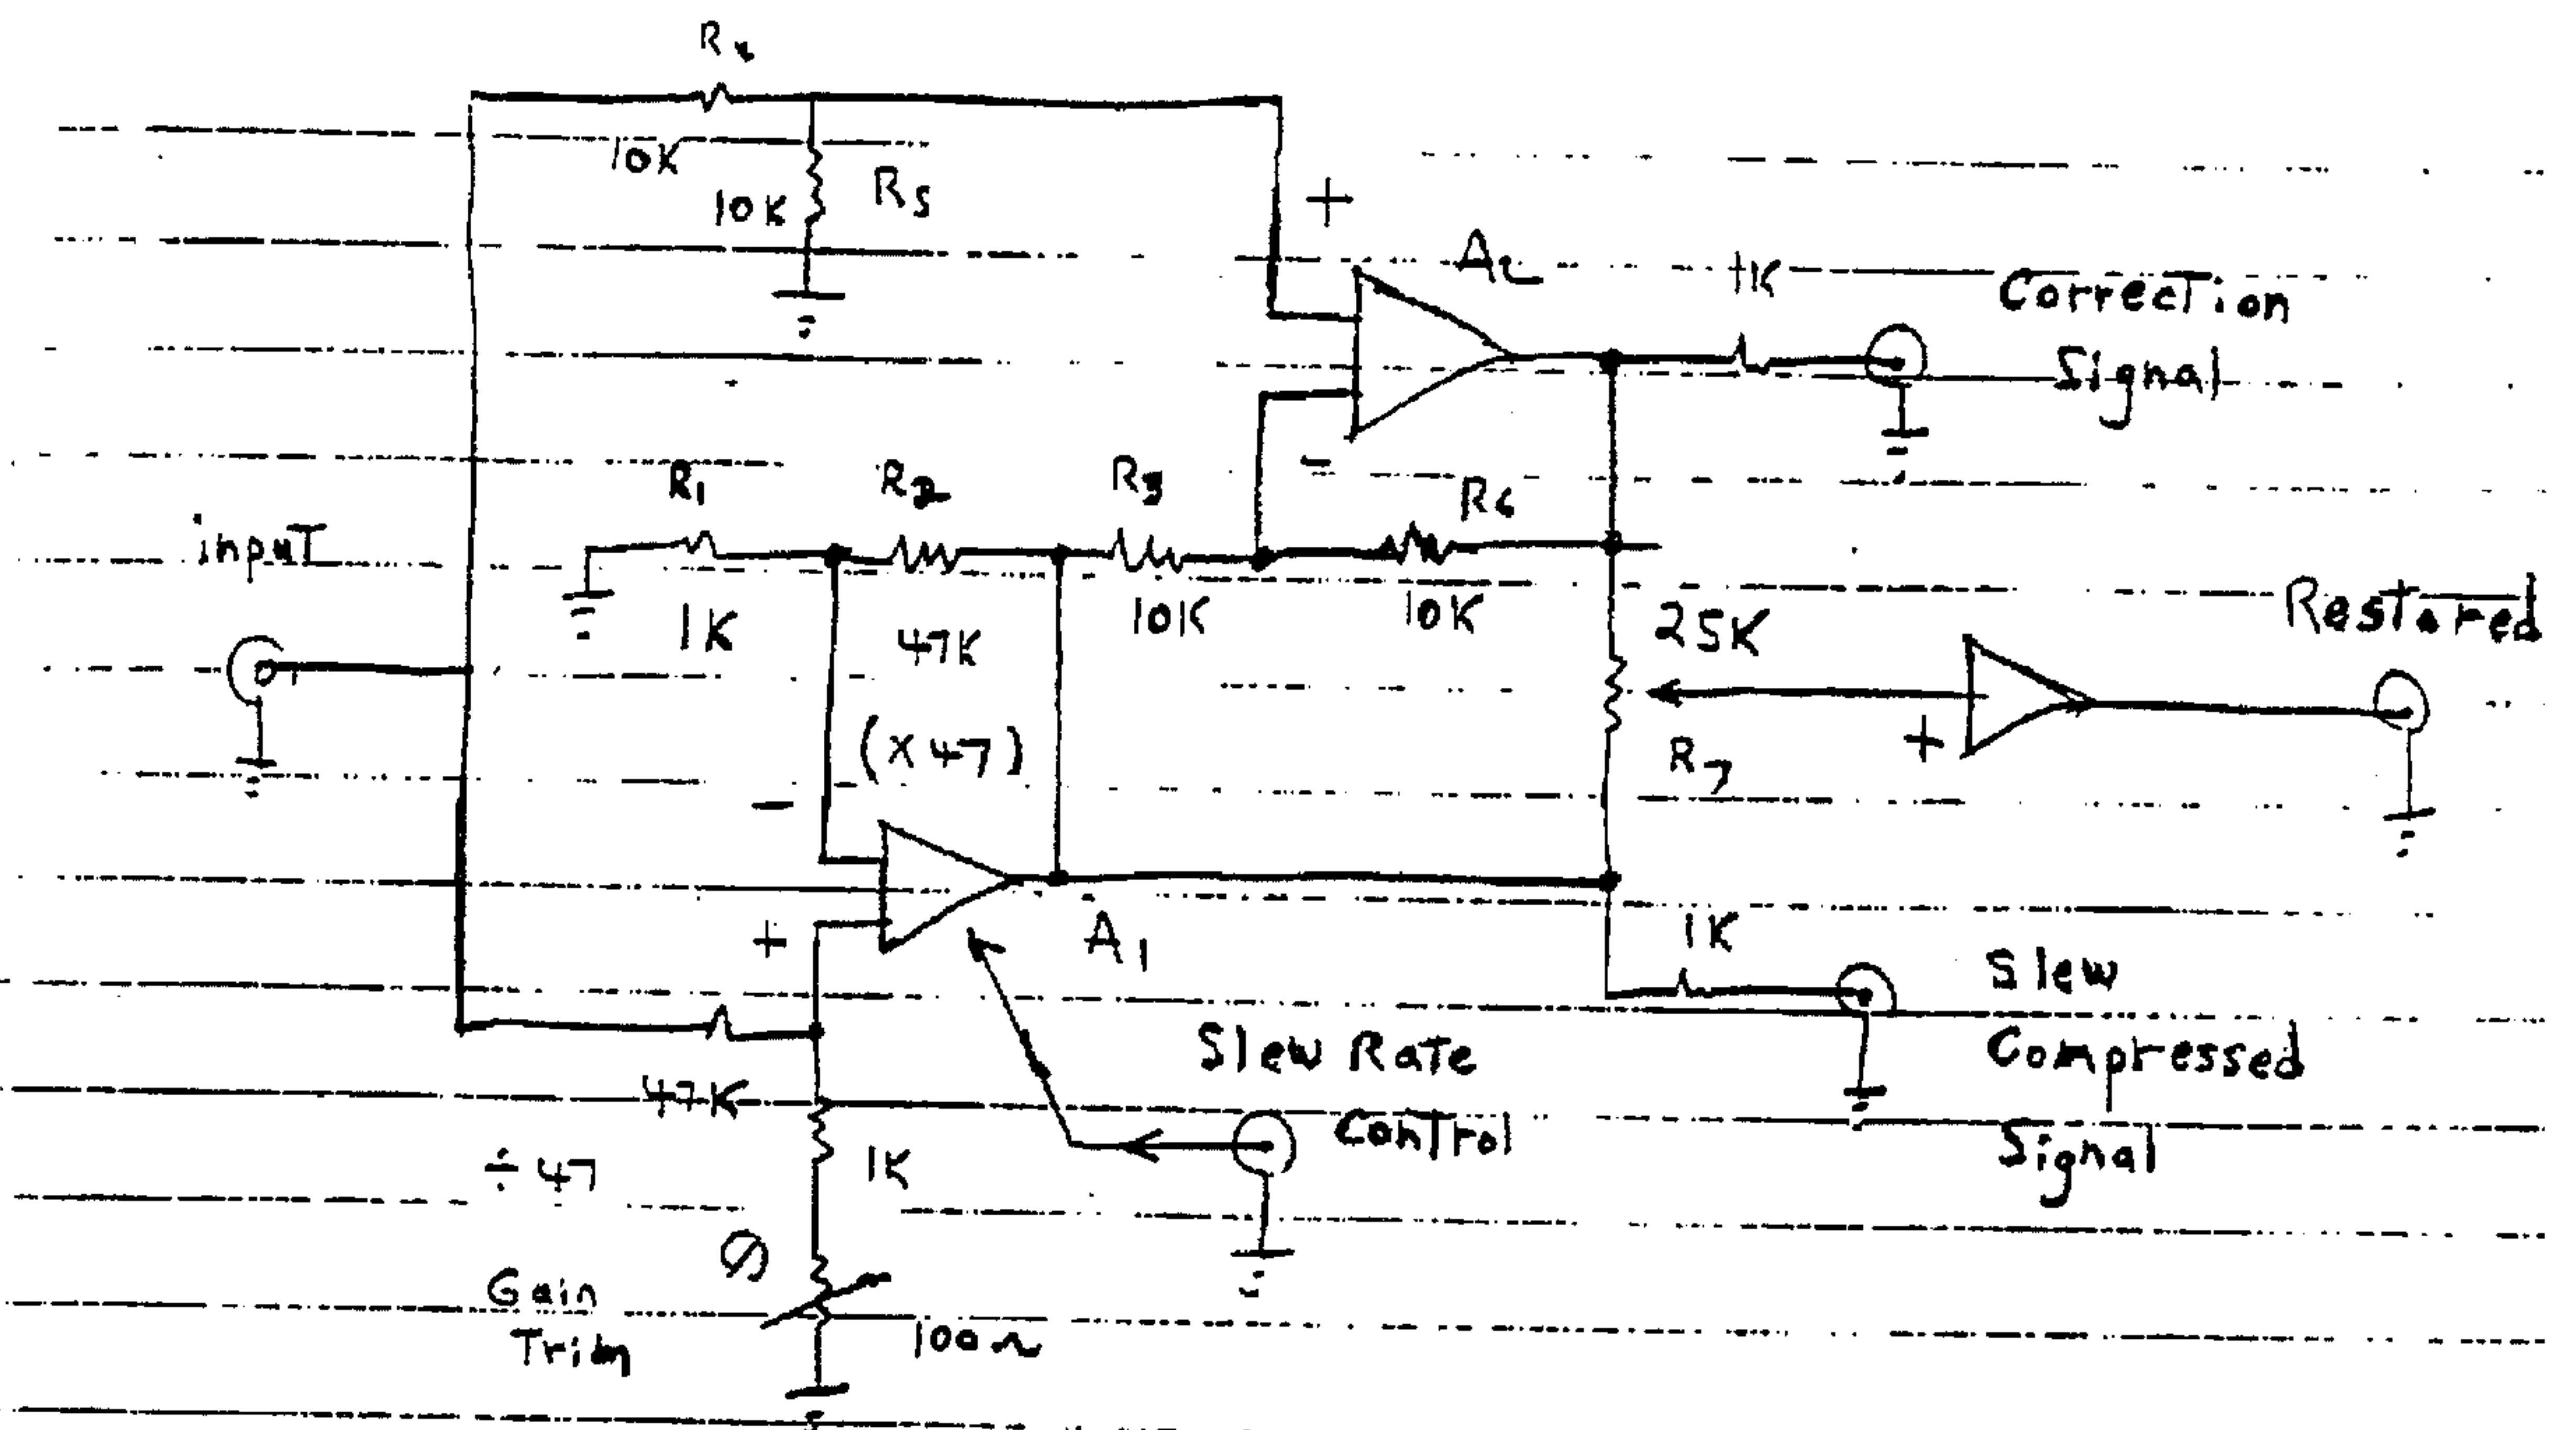 R4
10K
10K
R5
+
A2
1K
Correction
Signal
-
R1
R2
R3
R6
input
1K
47K
10K
10K
25K
Restored
(x 47)
R7
+
-
+
A1
1K
Slew
Compressed
Signal
Slew Rate
Control
47K
÷ 47
1K
Gain
Trim
100Ω